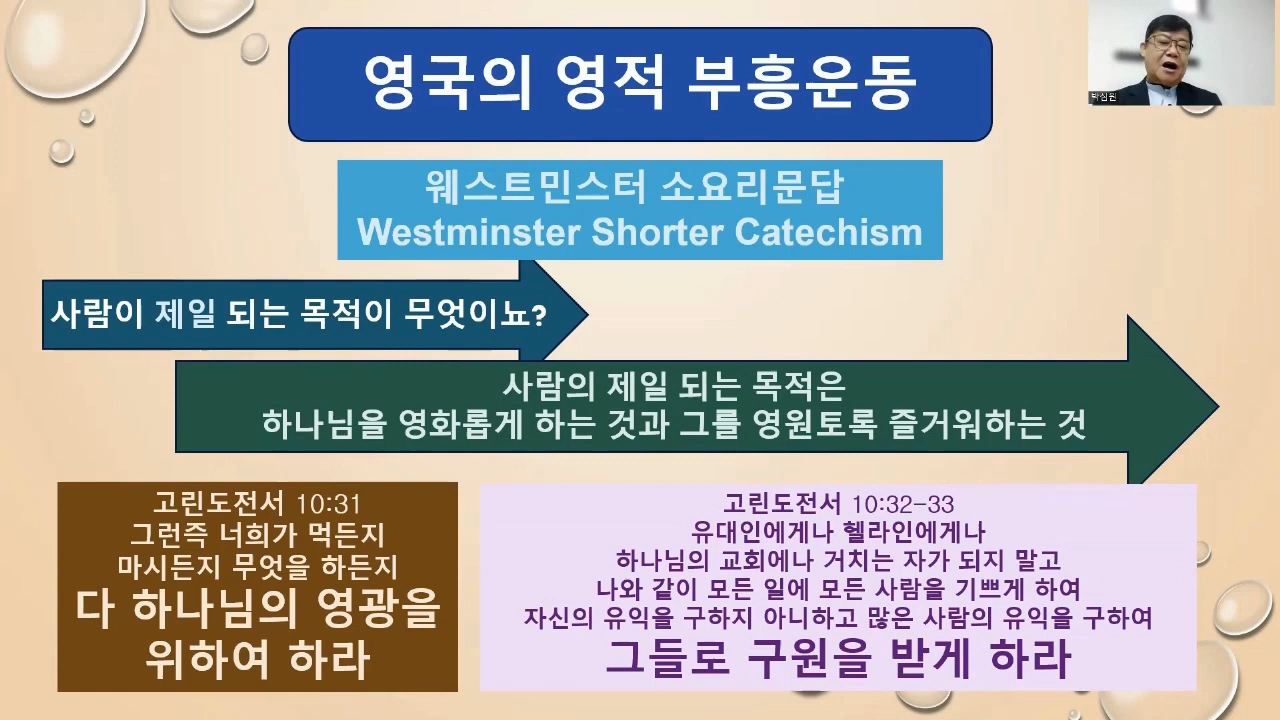 영국의 영적 부흥운동
박심원
웨스트민스터 소요리문답
Westminster Shorter Catechism
사람이 제일 되는 목적이 무엇이뇨?
사람의 제일 되는 목적은
하나님을 영화롭게 하는 것과 그를 영원토록 즐거워하는 것
고린도전서 10:31
그런즉 너희가 먹든지
마시든지 무엇을 하든지
다 하나님의 영광을
위하여 하라
고린도전서 10:32-33
유대인에게나 헬라인에게나
하나님의 교회에나 거치는 자가 되지 말고
나와 같이 모든 일에 모든 사람을 기쁘게 하여
자신의 유익을 구하지 아니하고 많은 사람의 유익을 구하여
그들로 구원을 받게 하라